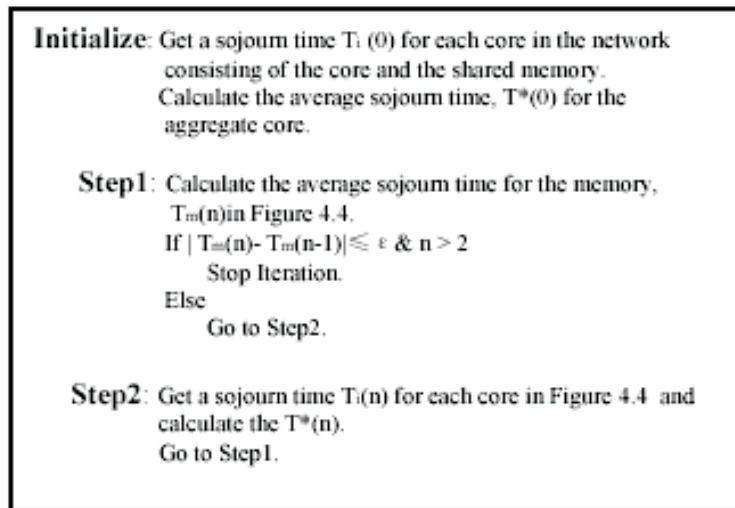 Initialize: Get a sojourn time Tᵢ (0) for each core in the network
consisting of the core and the shared memory.
Calculate the average sojourn time, T*(0) for the
aggregate core.
Step1: Calculate the average sojourn time for the memory,
Tₘ(n)in Figure 4.4.
If | Tₘ(n)- Tₘ(n-1)|≤ ε & n > 2
Stop Iteration.
Else
Go to Step2.
Step2: Get a sojourn time Tᵢ(n) for each core in Figure 4.4 and
calculate the T*(n).
Go to Step1.